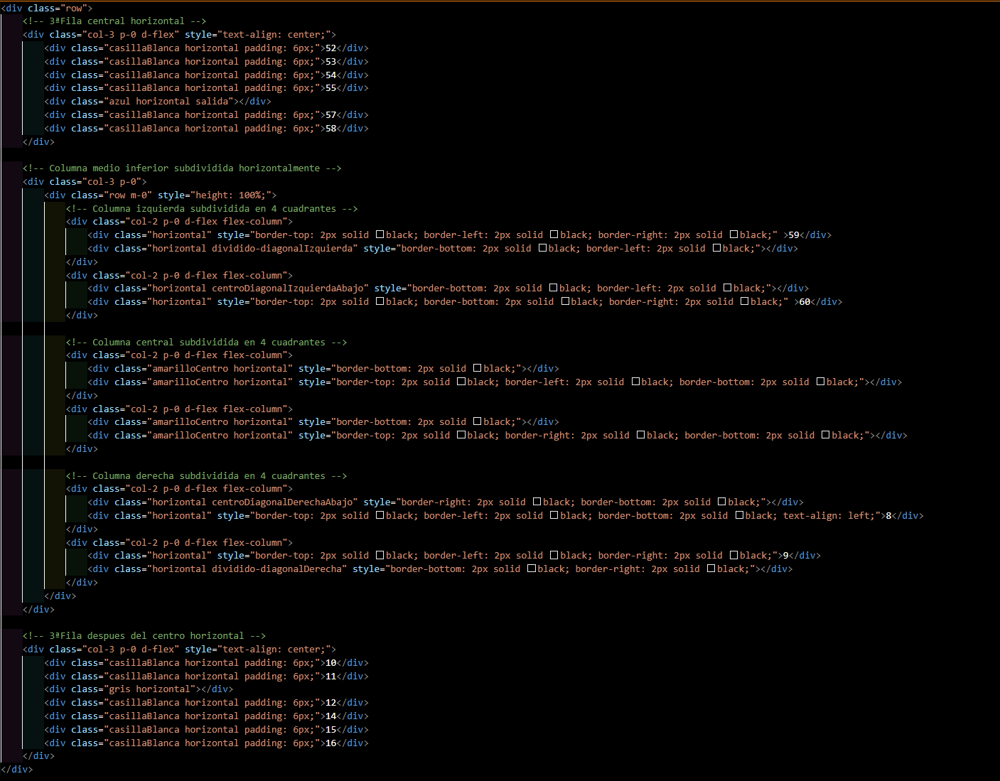 <div class="row">
<!-- 3ªFila central horizontal -->
<div class="col-3 p-0 d-flex" style="text-align: center;">
<div class="casillaBlanca horizontal padding: 6px;">52</div>
<div class="casillaBlanca horizontal padding: 6px;">53</div>
<div class="casillaBlanca horizontal padding: 6px;">54</div>
<div class="casillaBlanca horizontal padding: 6px;">55</div>
<div class="azul horizontal salida"></div>
<div class="casillaBlanca horizontal padding: 6px;">57</div>
<div class="casillaBlanca horizontal padding: 6px;">58</div>
</div>
<!-- Columna medio inferior subdividida horizontalmente -->
<div class="col-3 p-0">
<div class="row m-0" style="height: 100%;">
<!-- Columna izquierda subdividida en 4 cuadrantes -->
<div class="col-2 p-0 d-flex flex-column">
<div class="horizontal" style="border-top: 2px solid black; border-left: 2px solid black; border-right: 2px solid black;" >59</div>
<div class="horizontal dividido-diagonalIzquierda" style="border-bottom: 2px solid black; border-left: 2px solid black;"></div>
</div>
<div class="col-2 p-0 d-flex flex-column">
<div class="horizontal centroDiagonalIzquierdaAbajo" style="border-bottom: 2px solid black; border-left: 2px solid black;"></div>
<div class="horizontal" style="border-top: 2px solid black; border-bottom: 2px solid black; border-right: 2px solid black;" >60</div>
</div>
<!-- Columna central subdividida en 4 cuadrantes -->
<div class="col-2 p-0 d-flex flex-column">
<div class="amarilloCentro horizontal" style="border-bottom: 2px solid black;"></div>
<div class="amarilloCentro horizontal" style="border-top: 2px solid black; border-left: 2px solid black; border-bottom: 2px solid black;"></div>
</div>
<div class="col-2 p-0 d-flex flex-column">
<div class="amarilloCentro horizontal" style="border-bottom: 2px solid black;"></div>
<div class="amarilloCentro horizontal" style="border-top: 2px solid black; border-right: 2px solid black; border-bottom: 2px solid black;"></div>
</div>
<!-- Columna derecha subdividida en 4 cuadrantes -->
<div class="col-2 p-0 d-flex flex-column">
<div class="horizontal centroDiagonalDerechaAbajo" style="border-right: 2px solid black; border-bottom: 2px solid black;"></div>
<div class="horizontal" style="border-top: 2px solid black; border-left: 2px solid black; border-bottom: 2px solid black; text-align: left;">8</div>
</div>
<div class="col-2 p-0 d-flex flex-column">
<div class="horizontal" style="border-top: 2px solid black; border-left: 2px solid black; border-right: 2px solid black;">9</div>
<div class="horizontal dividido-diagonalDerecha" style="border-bottom: 2px solid black; border-right: 2px solid black;"></div>
</div>
</div>
</div>
<!-- 3ªFila despues del centro horizontal -->
<div class="col-3 p-0 d-flex" style="text-align: center;">
<div class="casillaBlanca horizontal padding: 6px;">10</div>
<div class="casillaBlanca horizontal padding: 6px;">11</div>
<div class="gris horizontal"></div>
<div class="casillaBlanca horizontal padding: 6px;">12</div>
<div class="casillaBlanca horizontal padding: 6px;">14</div>
<div class="casillaBlanca horizontal padding: 6px;">15</div>
<div class="casillaBlanca horizontal padding: 6px;">16</div>
</div>
</div>